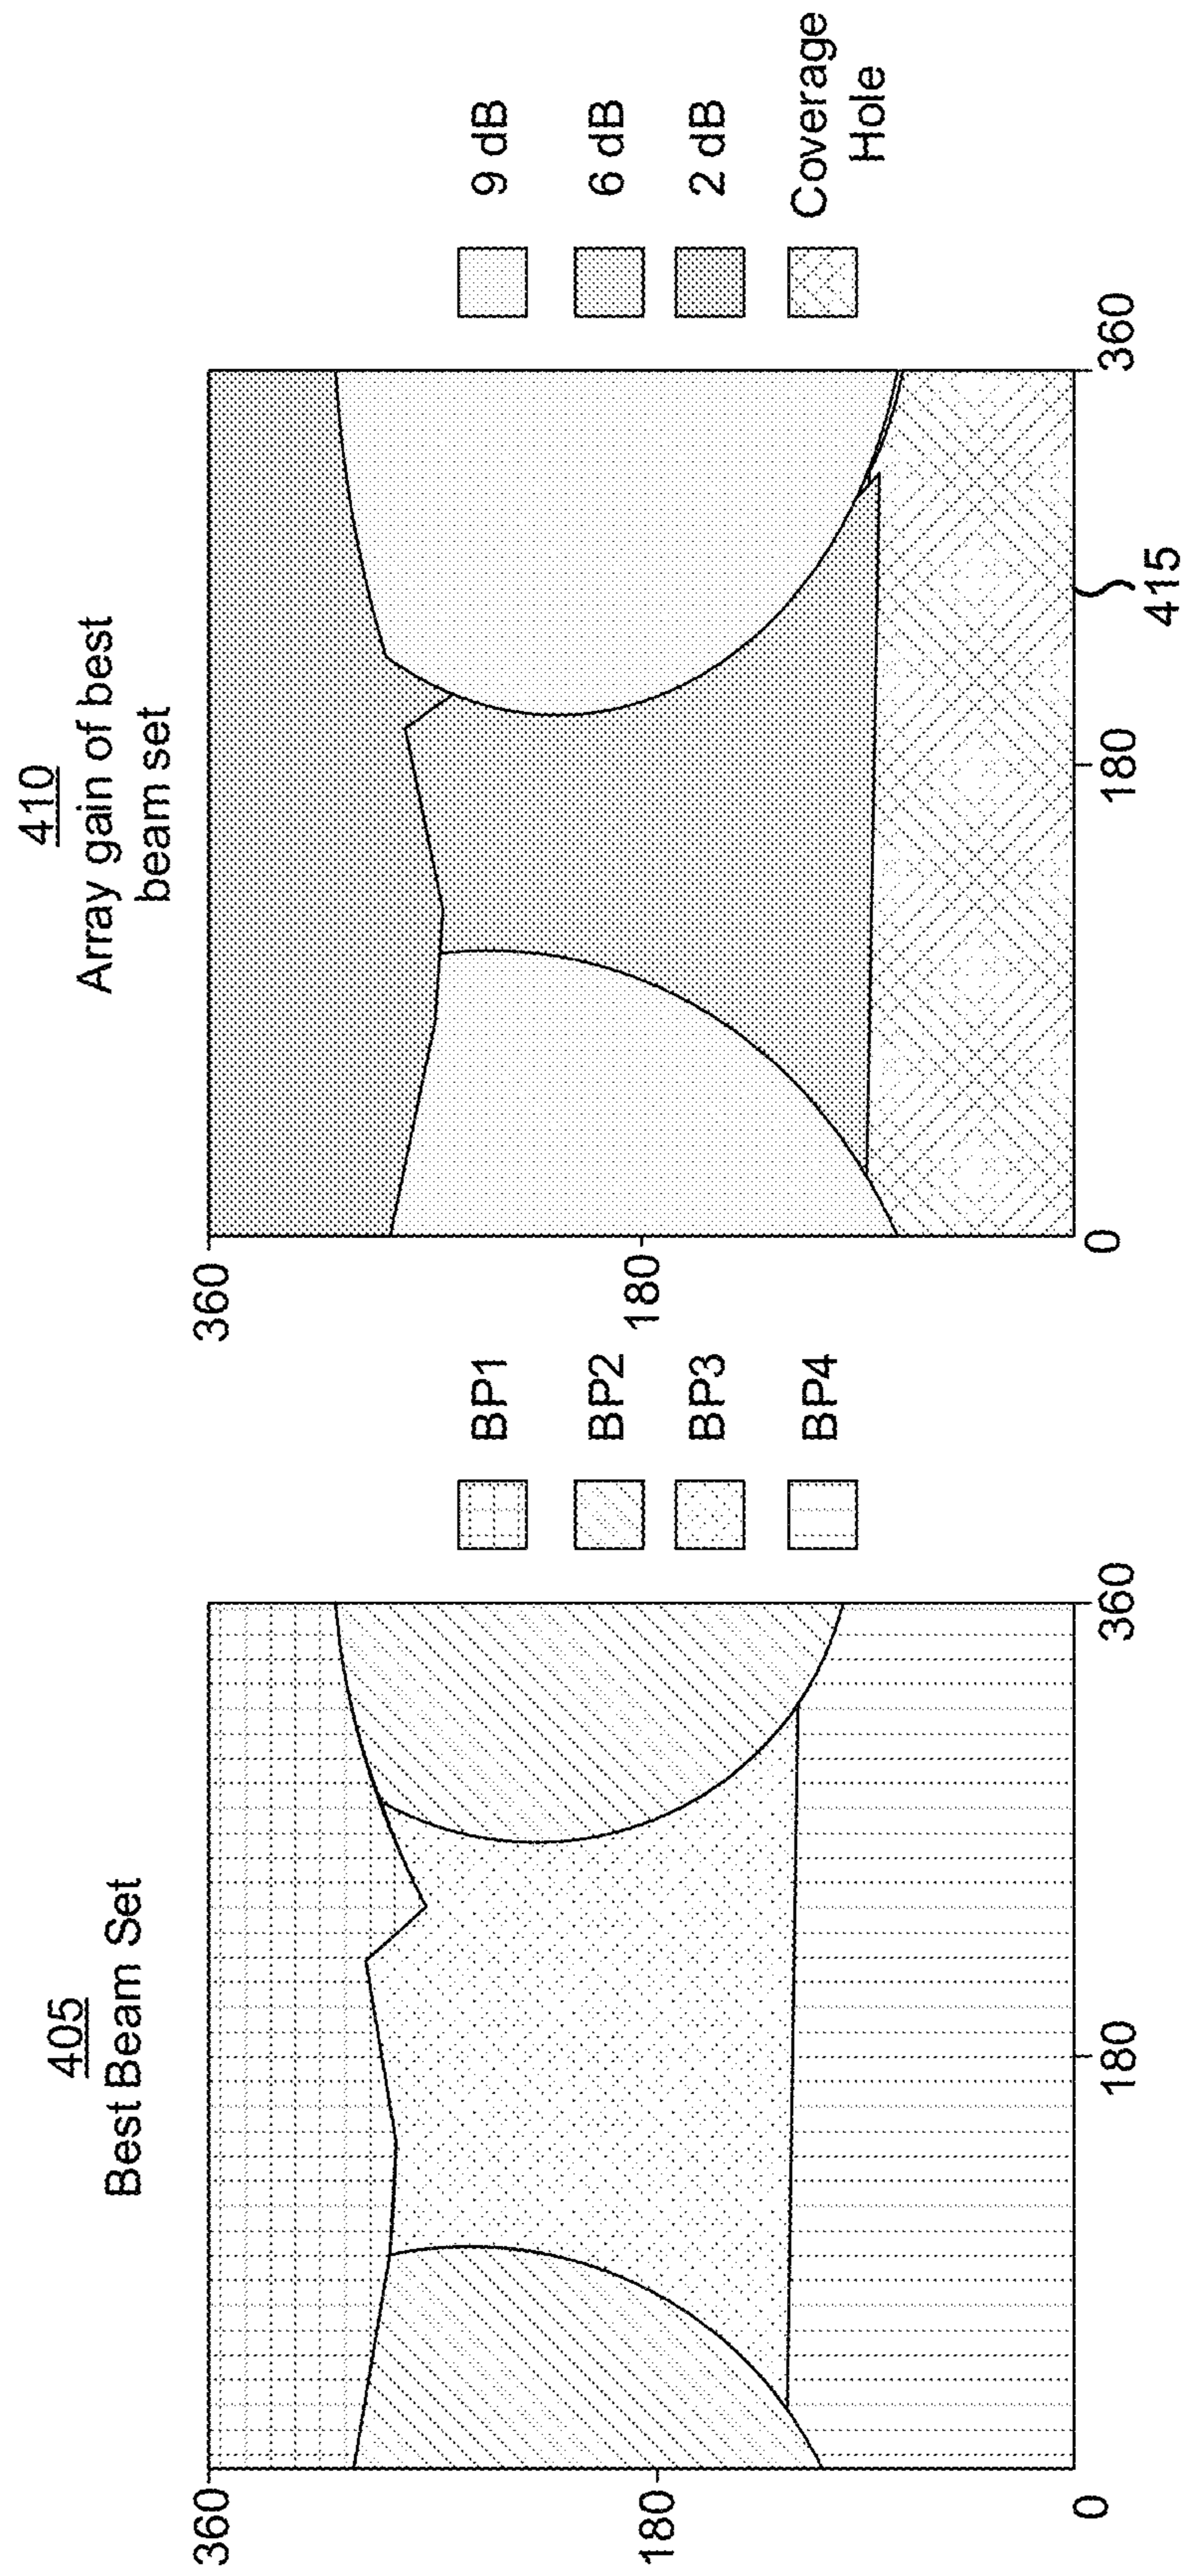 405
Best Beam Set
360
180
0
180
360
BP1
BP2
BP3
BP4
410
Array gain of best
beam set
360
180
0
180
360
415
9 dB
6 dB
2 dB
Coverage
Hole